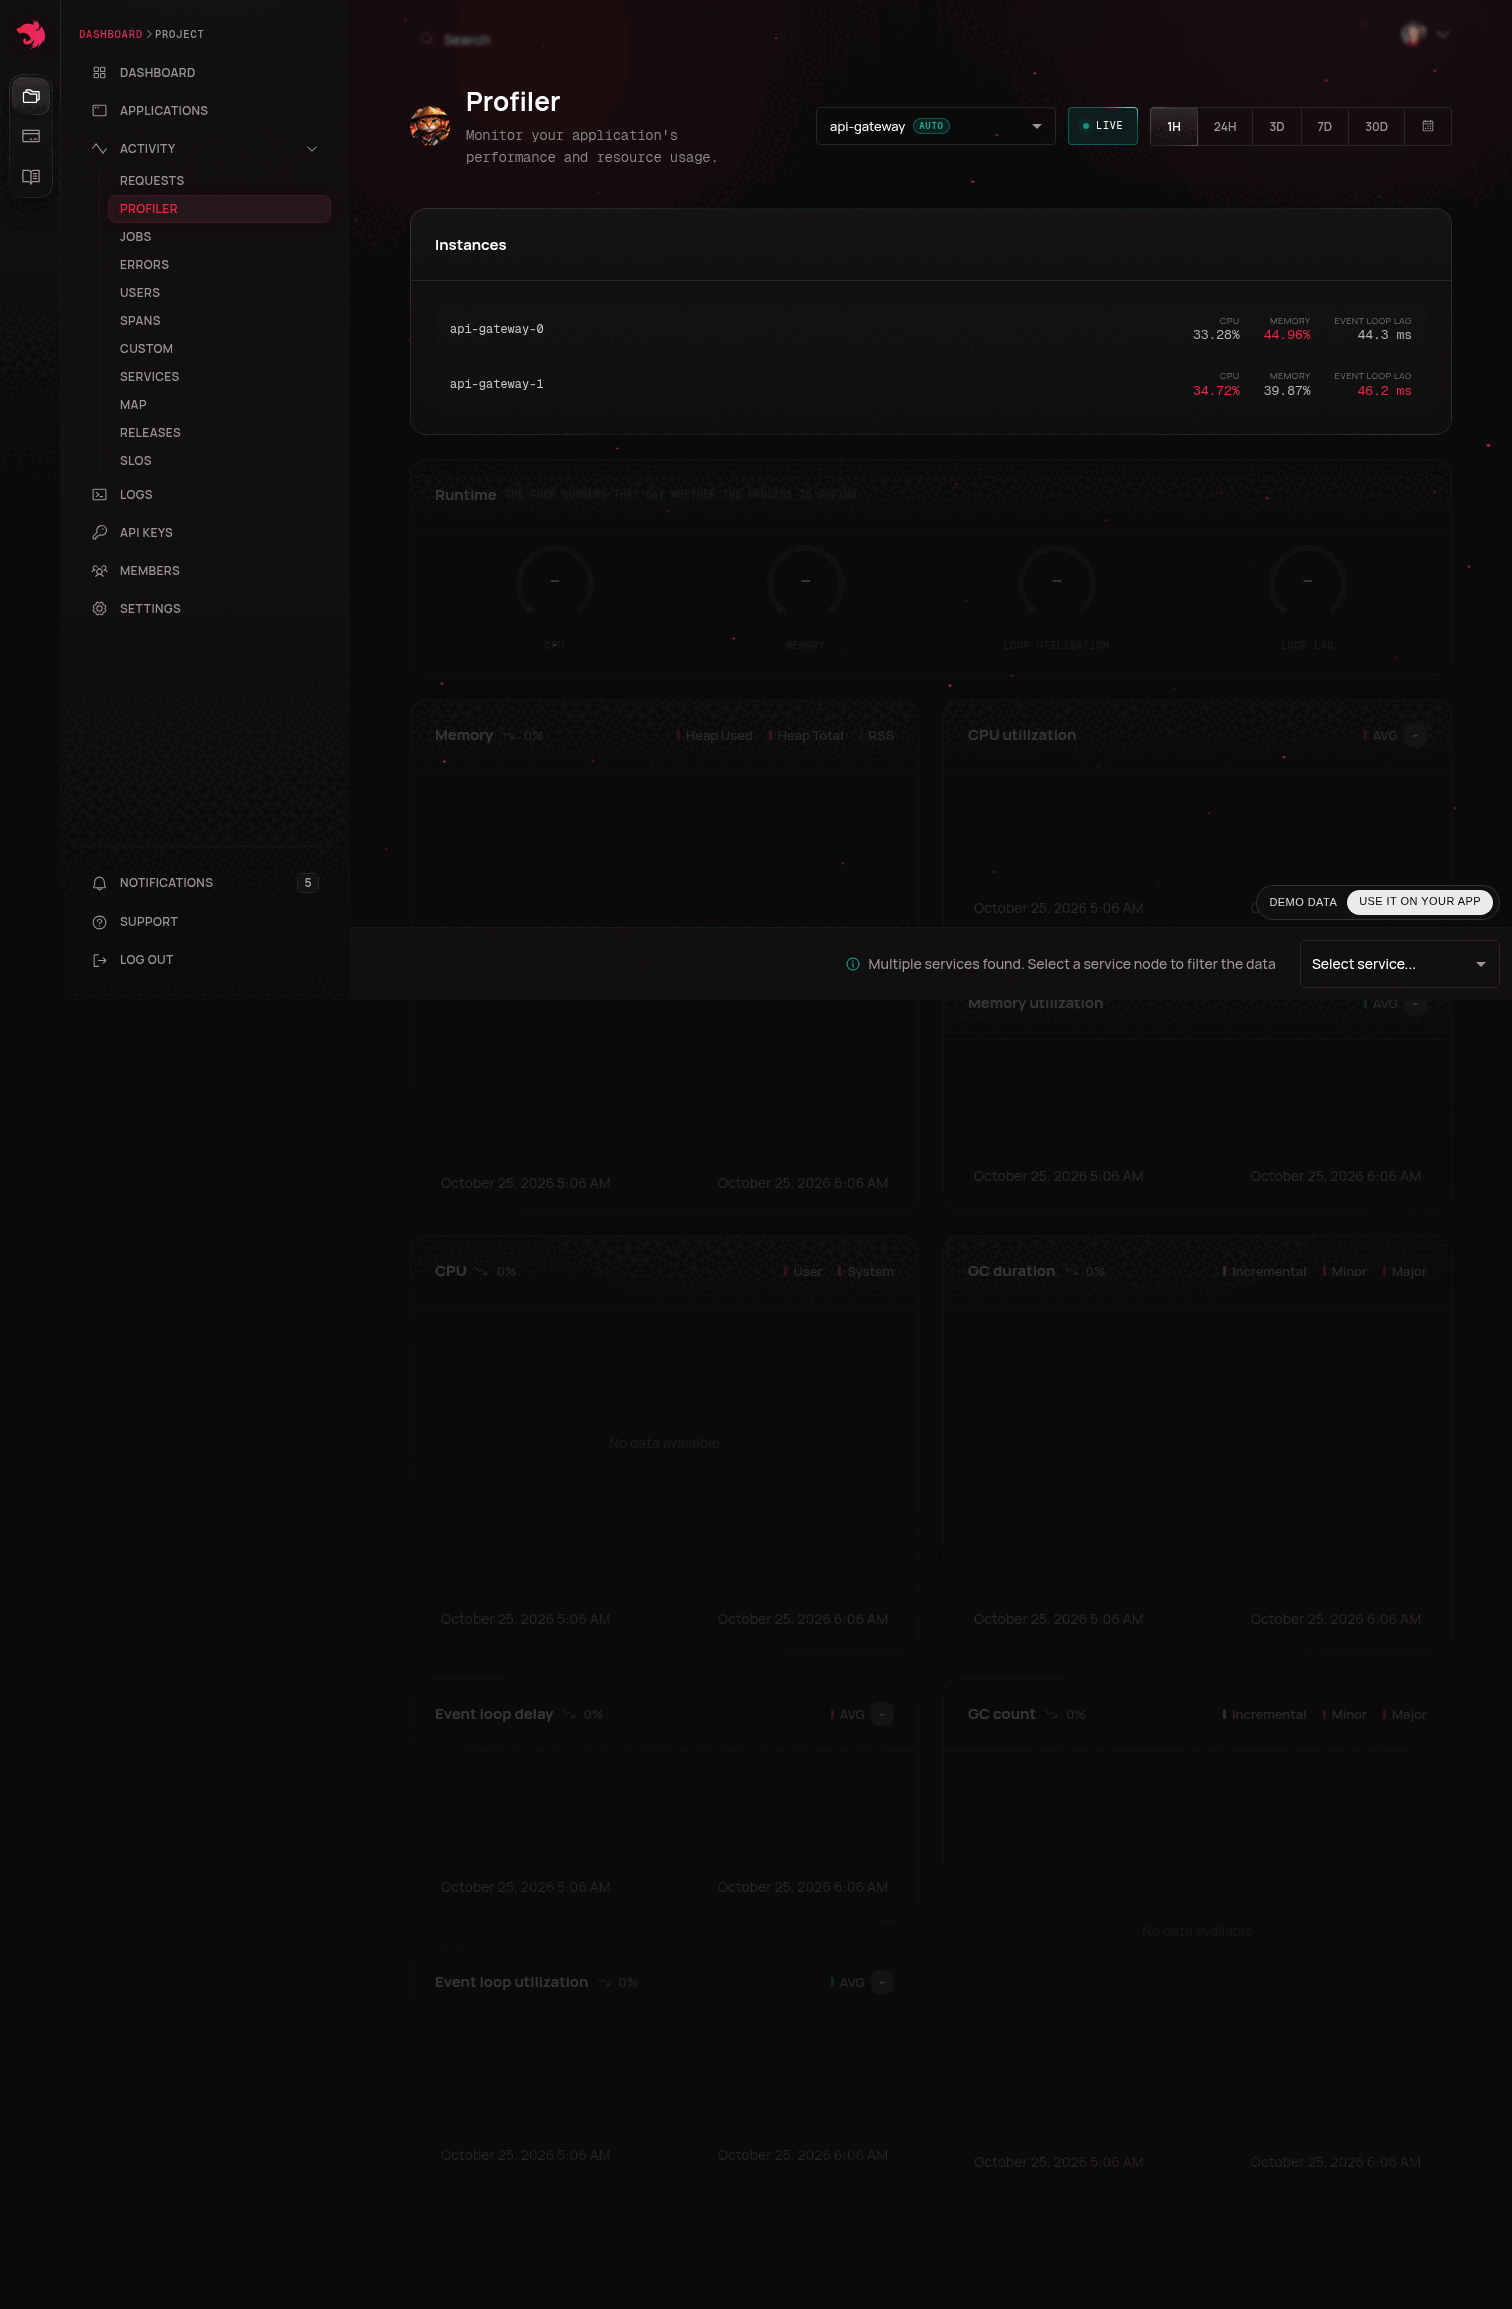 DASHBOARD > PROJECT
DASHBOARD
APPLICATIONS
ACTIVITY
REQUESTS
PROFILER
JOBS
ERRORS
USERS
SPANS
CUSTOM
SERVICES
MAP
RELEASES
SLOS
LOGS
API KEYS
MEMBERS
SETTINGS
NOTIFICATIONS 5
SUPPORT
LOG OUT
Search
Profiler
Monitor your application's
performance and resource usage.
api-gateway AUTO
LIVE
1H 24H 3D 7D 30D
Instances
api-gateway-0
CPU MEMORY EVENT LOOP LAG
33.28% 44.96% 44.3 ms
api-gateway-1
CPU MEMORY EVENT LOOP LAG
34.72% 39.87% 46.2 ms
Runtime THE FOUR NUMBERS THAT SAY WHETHER THE PROCESS IS COPING
– – – –
CPU MEMORY LOOP UTILISATION LOOP LAG
Memory 0% Heap Used Heap Total RSS
CPU utilization AVG -
October 25, 2026 5:06 AM
DEMO DATA USE IT ON YOUR APP
Multiple services found. Select a service node to filter the data
Select service...
Memory utilization AVG -
October 25, 2026 5:06 AM October 25, 2026 6:06 AM
October 25, 2026 5:06 AM October 25, 2026 6:06 AM
CPU 0% User System
No data available
October 25, 2026 5:06 AM October 25, 2026 6:06 AM
GC duration 0% Incremental Minor Major
October 25, 2026 5:06 AM October 25, 2026 6:06 AM
Event loop delay 0% AVG -
October 25, 2026 5:06 AM October 25, 2026 6:06 AM
GC count 0% Incremental Minor Major
No data available
Event loop utilization 0% AVG -
October 25, 2026 5:06 AM October 25, 2026 6:06 AM
October 25, 2026 5:06 AM October 25, 2026 6:06 AM